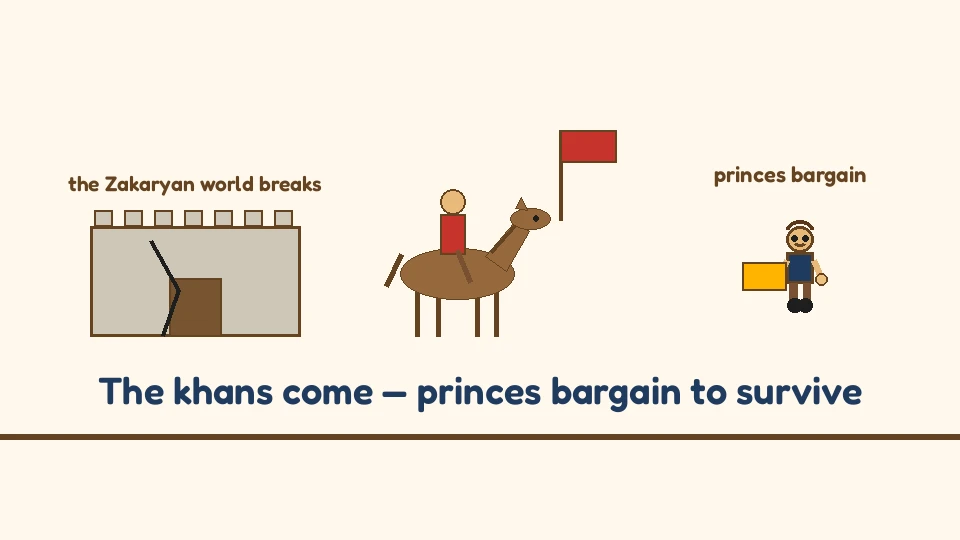 the Zakaryan world breaks
princes bargain
The khans come — princes bargain to survive